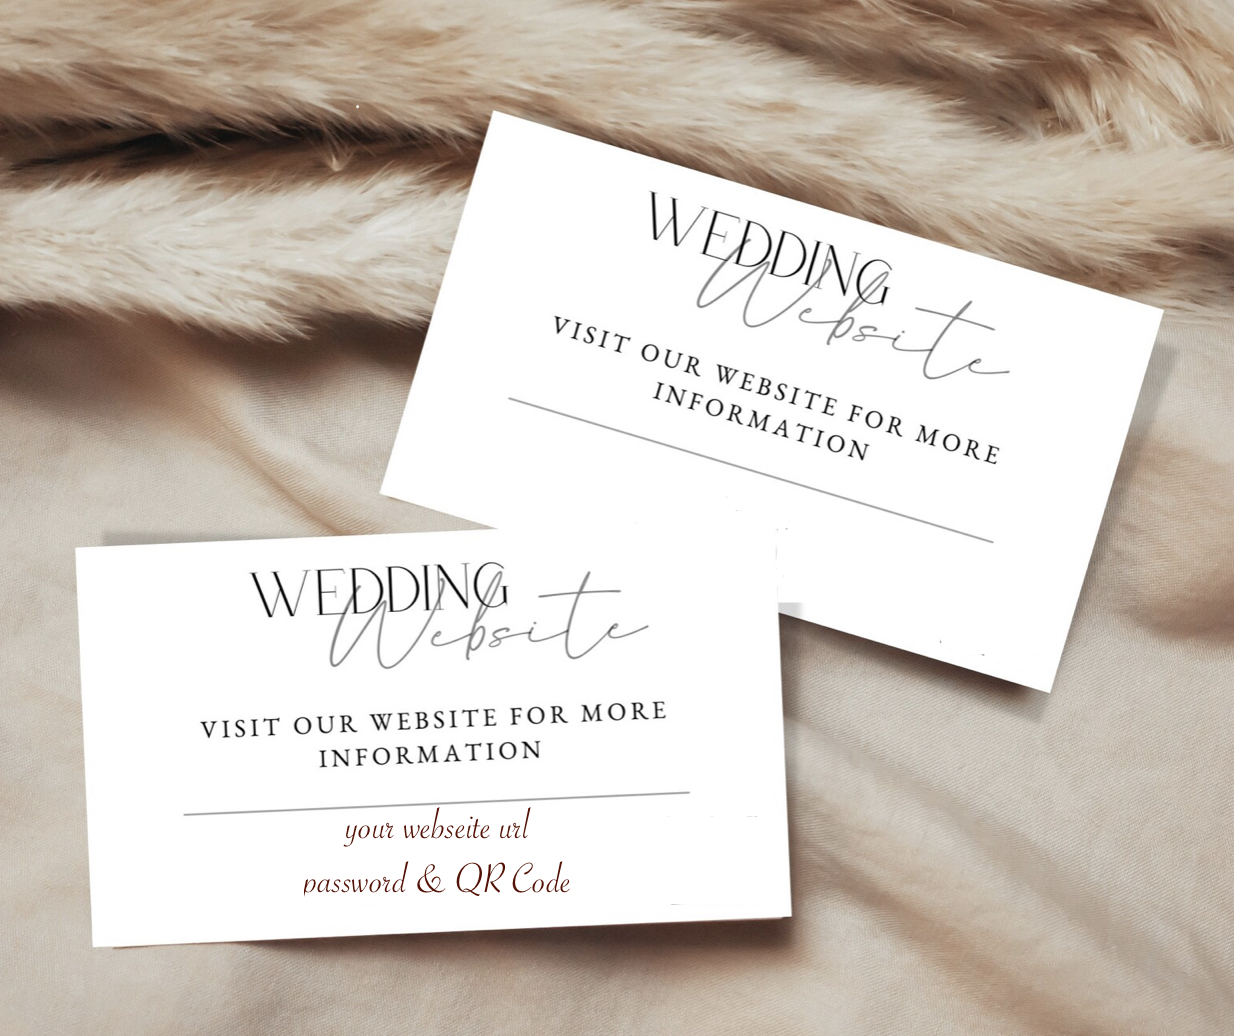 WEDDING
Website
VISIT OUR WEBSITE FOR MORE
INFORMATION
WEDDING
Website
VISIT OUR WEBSITE FOR MORE
INFORMATION
your webseite url
password & QR Code